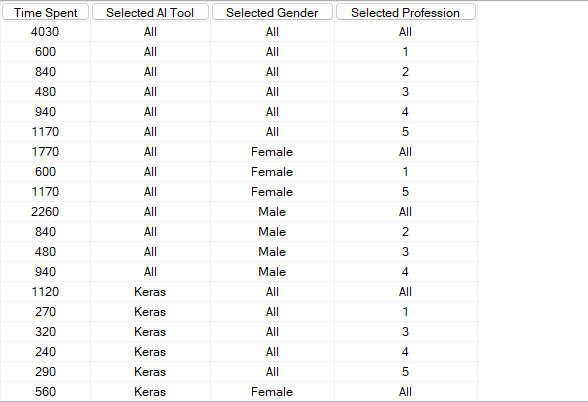 Time Spent Selected AI Tool Selected Gender Selected Profession
4030 All All All
600 All All 1
840 All All 2
480 All All 3
940 All All 4
1170 All All 5
1770 All Female All
600 All Female 1
1170 All Female 5
2260 All Male All
840 All Male 2
480 All Male 3
940 All Male 4
1120 Keras All All
270 Keras All 1
320 Keras All 3
240 Keras All 4
290 Keras All 5
560 Keras Female All